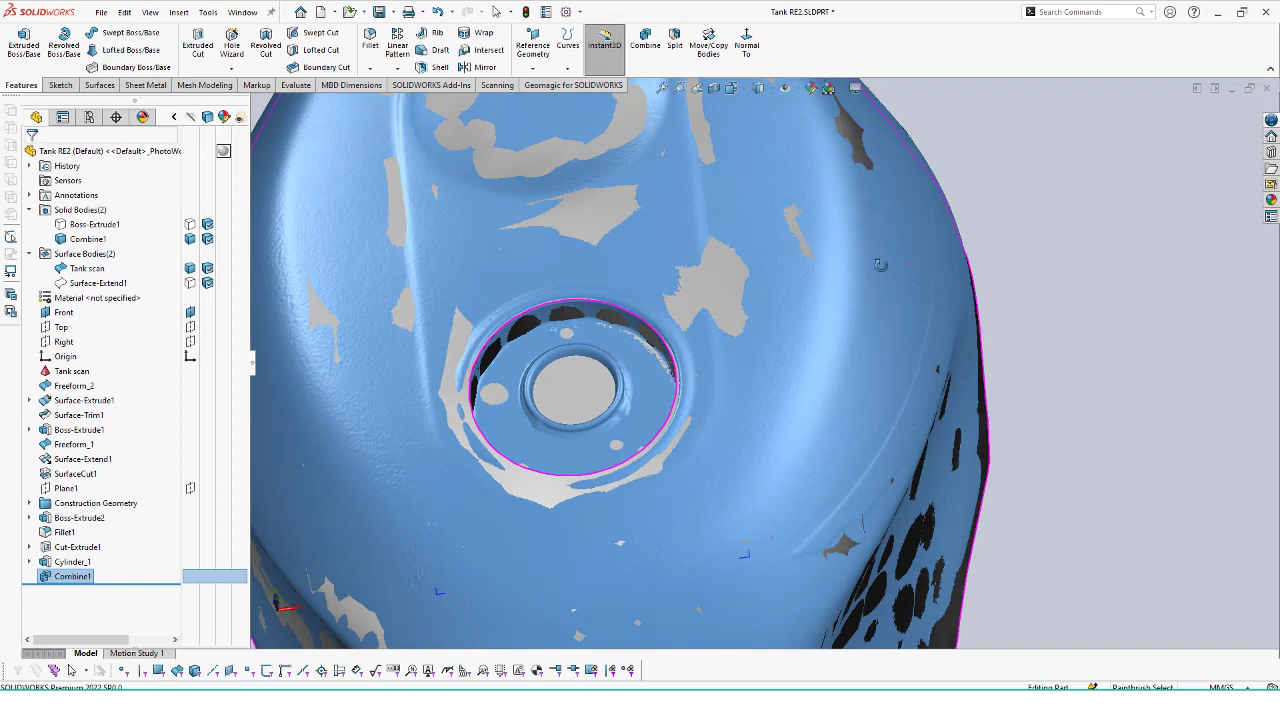 SOLIDWORKS File Edit View Insert Tools Window Tank RE2.SLDPRT * Search Commands
Extruded Boss/Base
Revolved Boss/Base
Swept Boss/Base
Lofted Boss/Base
Boundary Boss/Base
Extruded Cut
Hole Wizard
Revolved Cut
Swept Cut
Lofted Cut
Boundary Cut
Fillet
Linear Pattern
Rib
Draft
Shell
Wrap
Intersect
Mirror
Reference Geometry
Curves
Instant3D
Combine
Split
Move/Copy Bodies
Normal To
Features Sketch Surfaces Sheet Metal Mesh Modeling Markup Evaluate MBD Dimensions SOLIDWORKS Add-Ins Scanning Geomagic for SOLIDWORKS
Tank RE2 (Default) <<Default>_PhotoWo
History
Sensors
Annotations
Solid Bodies(2)
Boss-Extrude1
Combine1
Surface Bodies(2)
Tank scan
Surface-Extend1
Material <not specified>
Front
Top
Right
Origin
Tank scan
Freeform_2
Surface-Extrude1
Surface-Trim1
Boss-Extrude1
Freeform_1
Surface-Extend1
SurfaceCut1
Plane1
Construction Geometry
Boss-Extrude2
Fillet1
Cut-Extrude1
Cylinder_1
Combine1
Model Motion Study 1
SOLIDWORKS Premium 2022 SP0.0 Editing Part Paintbrush Select MMGS